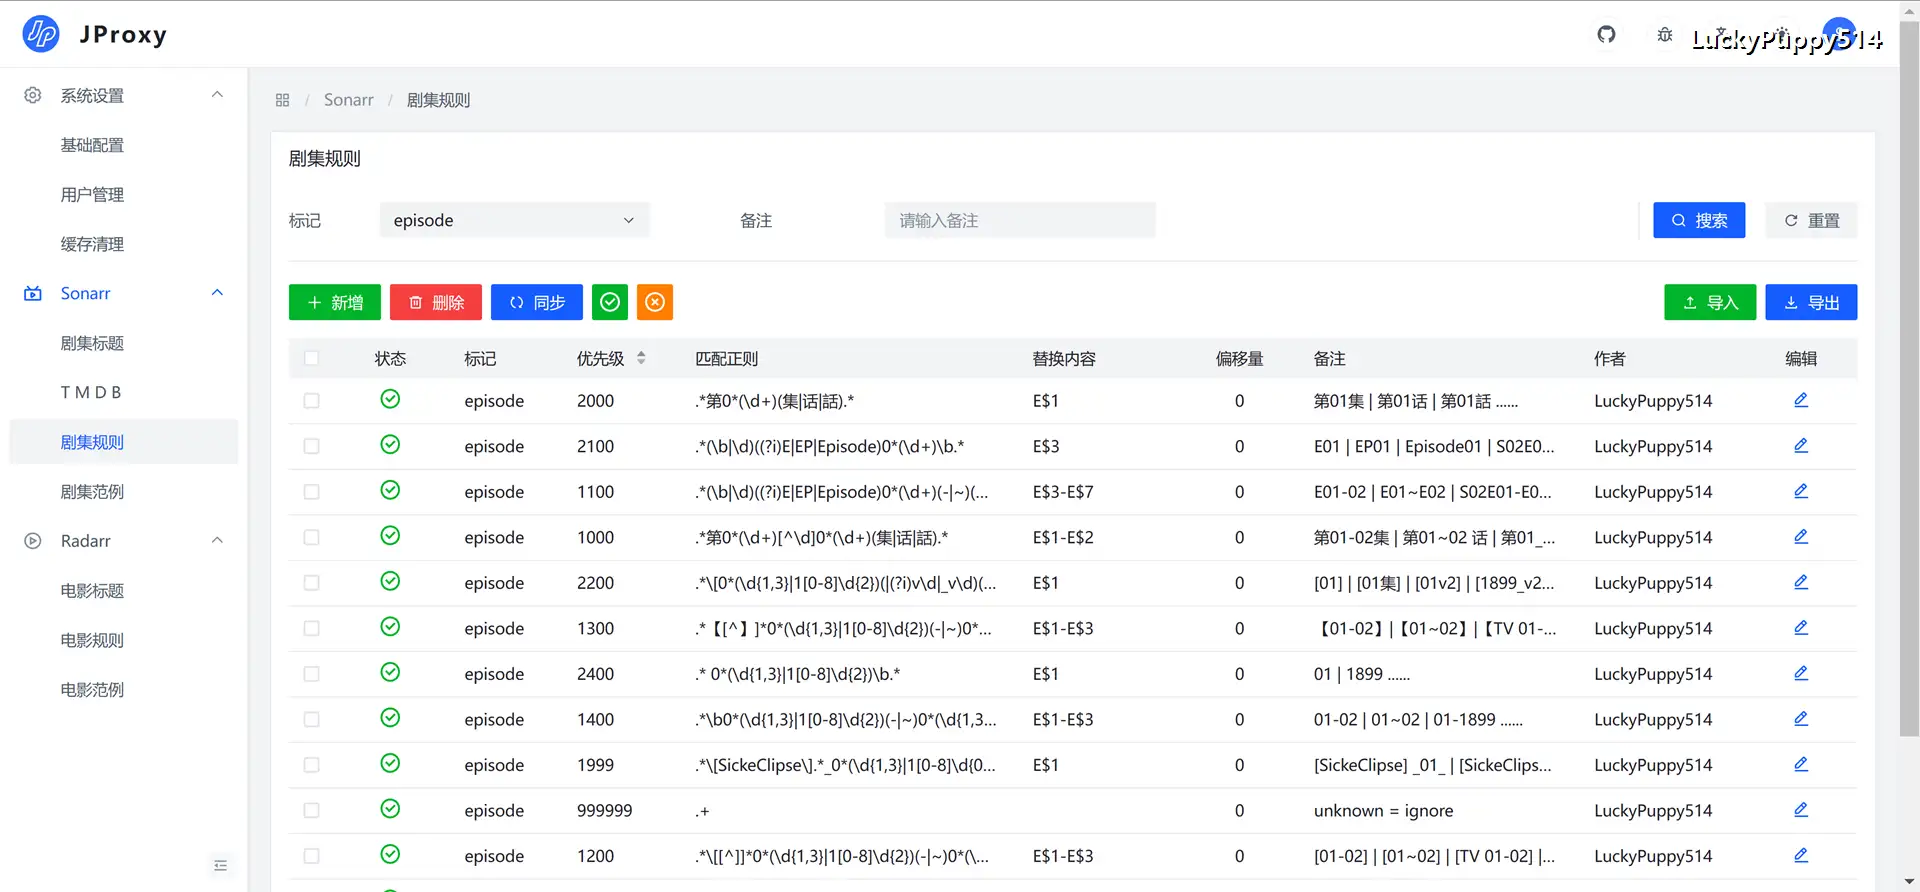 JProxy
LuckyPuppy514
系统设置
基础配置
用户管理
缓存清理
Sonarr
剧集标题
T M D B
剧集规则
剧集范例
Radarr
电影标题
电影规则
电影范例
/ Sonarr / 剧集规则
剧集规则
标记 episode 备注 请输入备注 搜索 重置
新增 删除 同步 导入 导出
状态 标记 优先级 匹配正则 替换内容 偏移量 备注 作者 编辑
episode 2000 .*第0*(\d+)(集|话|話).* E$1 0 第01集 | 第01话 | 第01話 ...... LuckyPuppy514
episode 2100 .*(\b|\d)((?i)E|EP|Episode)0*(\d+)\b.* E$3 0 E01 | EP01 | Episode01 | S02E0... LuckyPuppy514
episode 1100 .*(\b|\d)((?i)E|EP|Episode)0*(\d+)(-|~)(... E$3-E$7 0 E01-02 | E01~E02 | S02E01-E0... LuckyPuppy514
episode 1000 .*第0*(\d+)[^\d]0*(\d+)(集|话|話).* E$1-E$2 0 第01-02集 | 第01~02 话 | 第01_... LuckyPuppy514
episode 2200 .*\[0*(\d{1,3}|1[0-8]\d{2})(|(?i)v\d|_v\d)(... E$1 0 [01] | [01集] | [01v2] | [1899_v2... LuckyPuppy514
episode 1300 .*【[^】]*0*(\d{1,3}|1[0-8]\d{2})(-|~)0*... E$1-E$3 0 【01-02】|【01~02】|【TV 01-... LuckyPuppy514
episode 2400 .* 0*(\d{1,3}|1[0-8]\d{2})\b.* E$1 0 01 | 1899 ...... LuckyPuppy514
episode 1400 .*\b0*(\d{1,3}|1[0-8]\d{2})(-|~)0*(\d{1,3... E$1-E$3 0 01-02 | 01~02 | 01-1899 ...... LuckyPuppy514
episode 1999 .*\[SickeClipse\].*_0*(\d{1,3}|1[0-8]\d{0... E$1 0 [SickeClipse] _01_ | [SickeClips... LuckyPuppy514
episode 999999 .+ 0 unknown = ignore LuckyPuppy514
episode 1200 .*\[[^]]*0*(\d{1,3}|1[0-8]\d{2})(-|~)0*(\... E$1-E$3 0 [01-02] | [01~02] | [TV 01-02] |... LuckyPuppy514